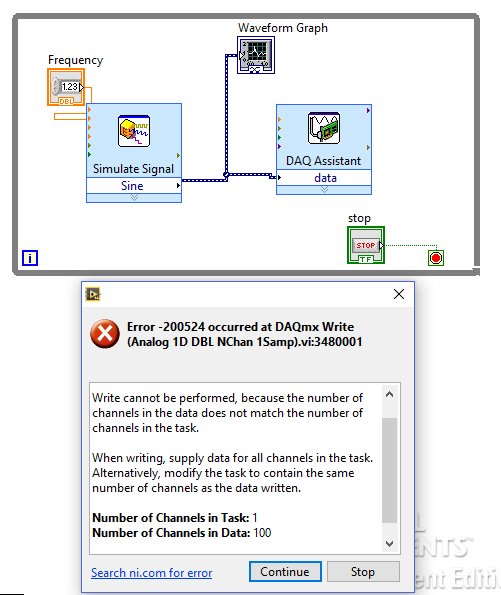 Waveform Graph
Frequency
1.23
DBL
Simulate Signal
Sine
DAQ Assistant
data
stop
STOP
TF
i
Error -200524 occurred at DAQmx Write
(Analog 1D DBL NChan 1Samp).vi:3480001
Write cannot be performed, because the number of
channels in the data does not match the number of
channels in the task.
When writing, supply data for all channels in the task.
Alternatively, modify the task to contain the same
number of channels as the data written.
Number of Channels in Task: 1
Number of Channels in Data: 100
Search ni.com for error
Continue
Stop